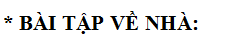 * BÀI TẬP VỀ NHÀ: